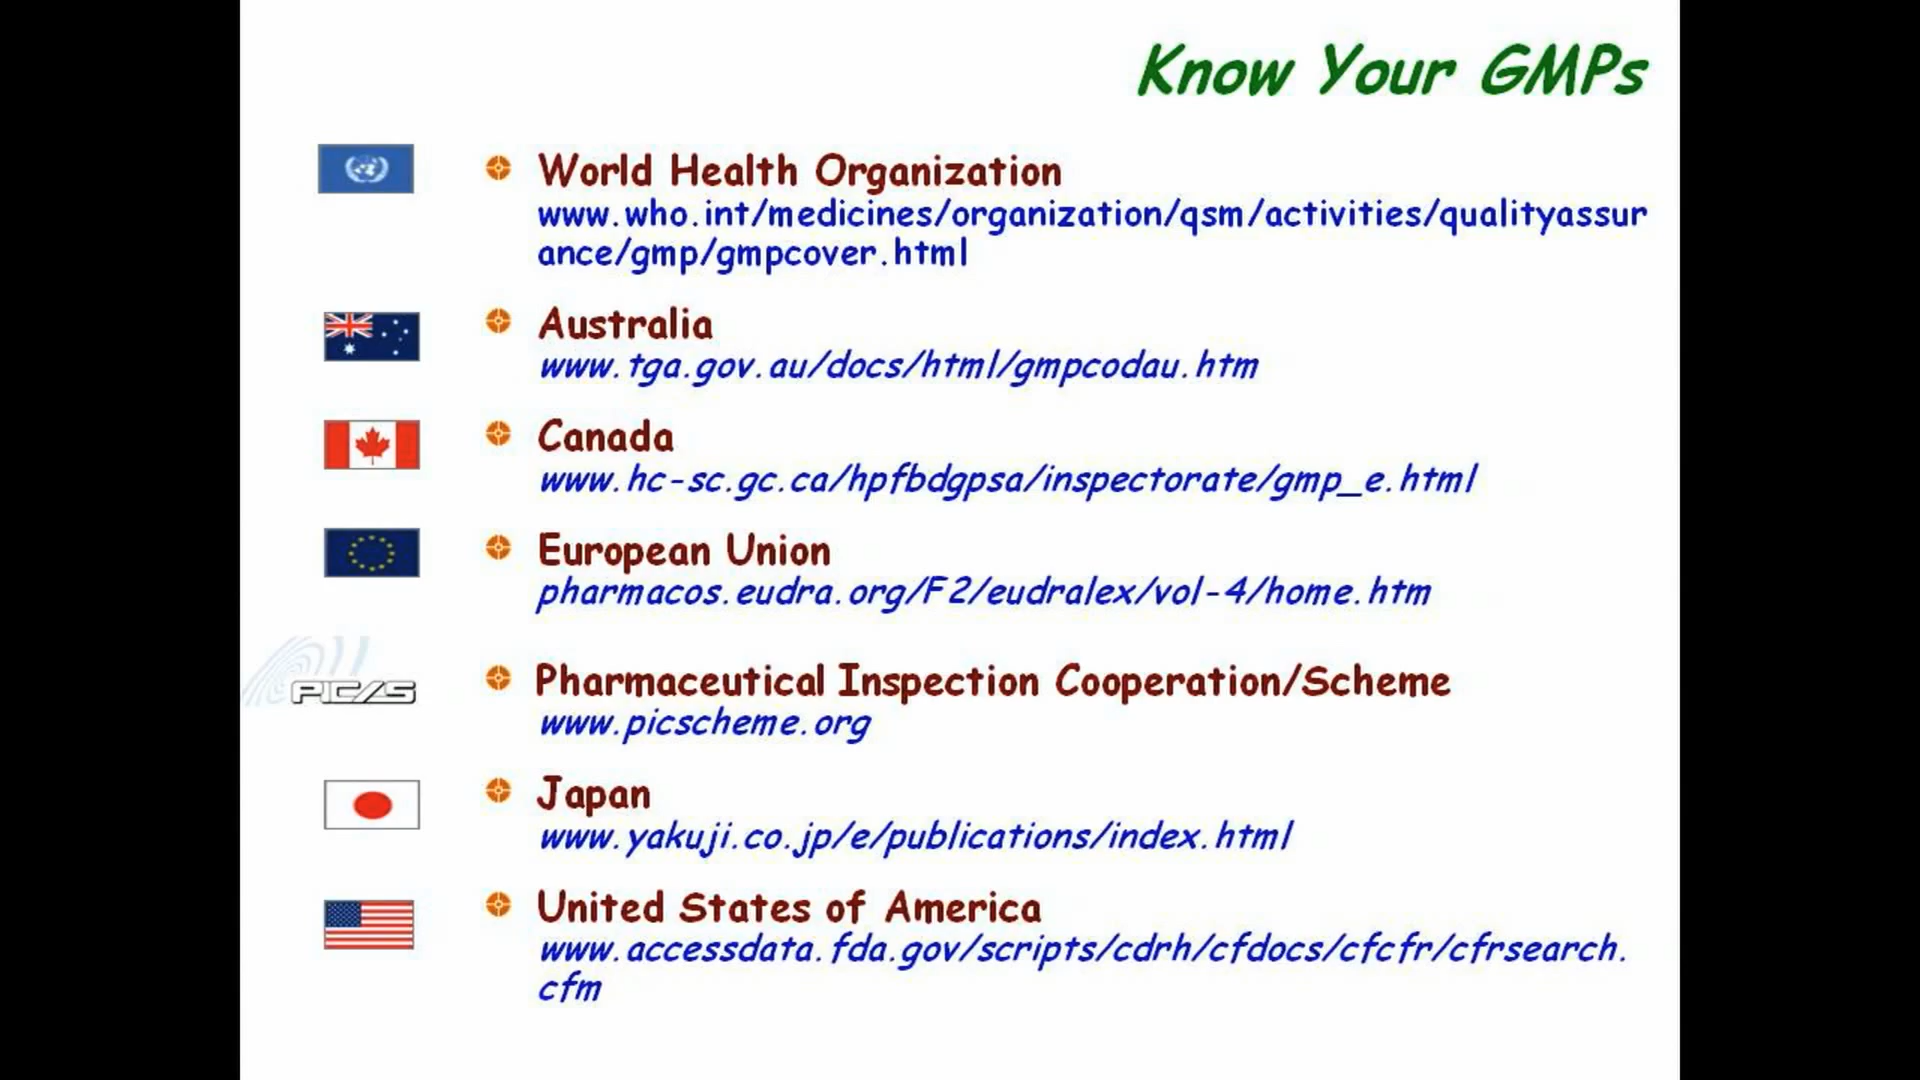 Know Your GMPs
World Health Organization
www.who.int/medicines/organization/qsm/activities/qualityassur
ance/gmp/gmpcover.html
Australia
www.tga.gov.au/docs/html/gmpcodau.htm
Canada
www.hc-sc.gc.ca/hpfbdgpsa/inspectorate/gmp_e.html
European Union
pharmacos.eudra.org/F2/eudralex/vol-4/home.htm
PIC/S
Pharmaceutical Inspection Cooperation/Scheme
www.picscheme.org
Japan
www.yakuji.co.jp/e/publications/index.html
United States of America
www.accessdata.fda.gov/scripts/cdrh/cfdocs/cfcfr/cfrsearch.
cfm